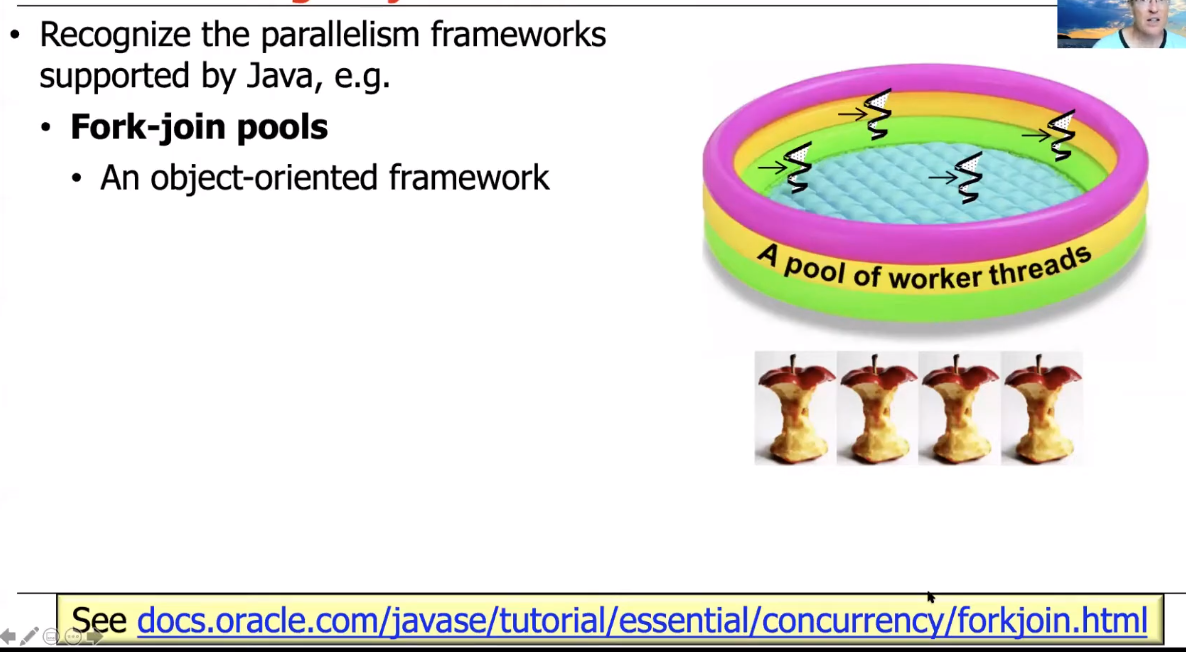 • Recognize the parallelism frameworks
supported by Java, e.g.
• Fork-join pools
• An object-oriented framework
A pool of worker threads
See docs.oracle.com/javase/tutorial/essential/concurrency/forkjoin.html